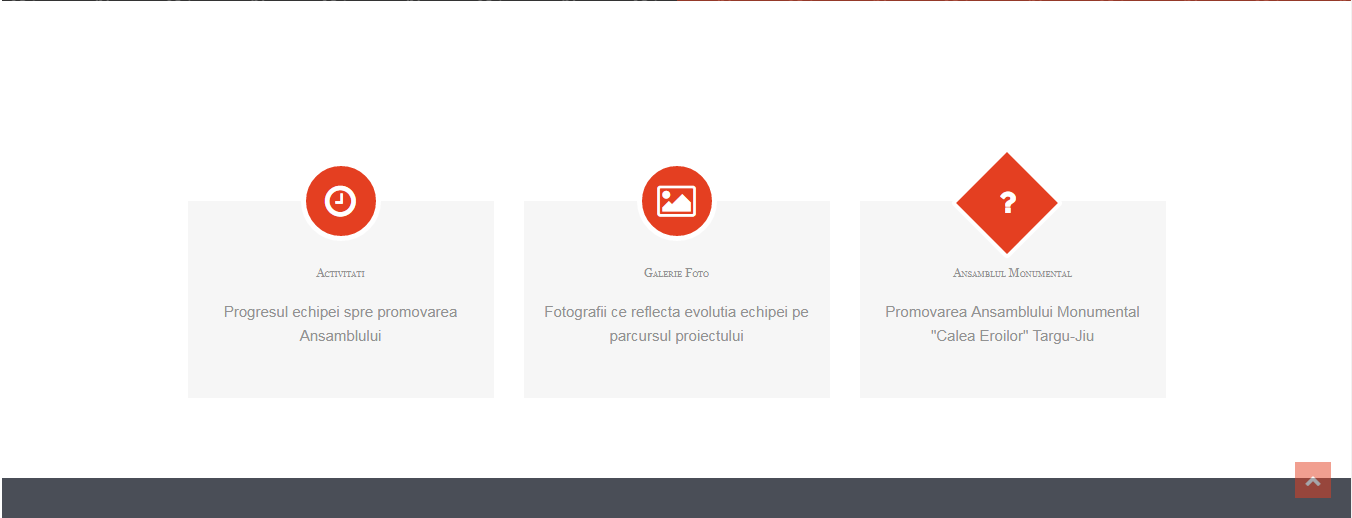 ?
Activitati
Progresul echipei spre promovarea
Ansamblului
Galerie Foto
Fotografii ce reflecta evolutia echipei pe
parcursul proiectului
Ansamblul Monumental
Promovarea Ansamblului Monumental
"Calea Eroilor" Targu-Jiu